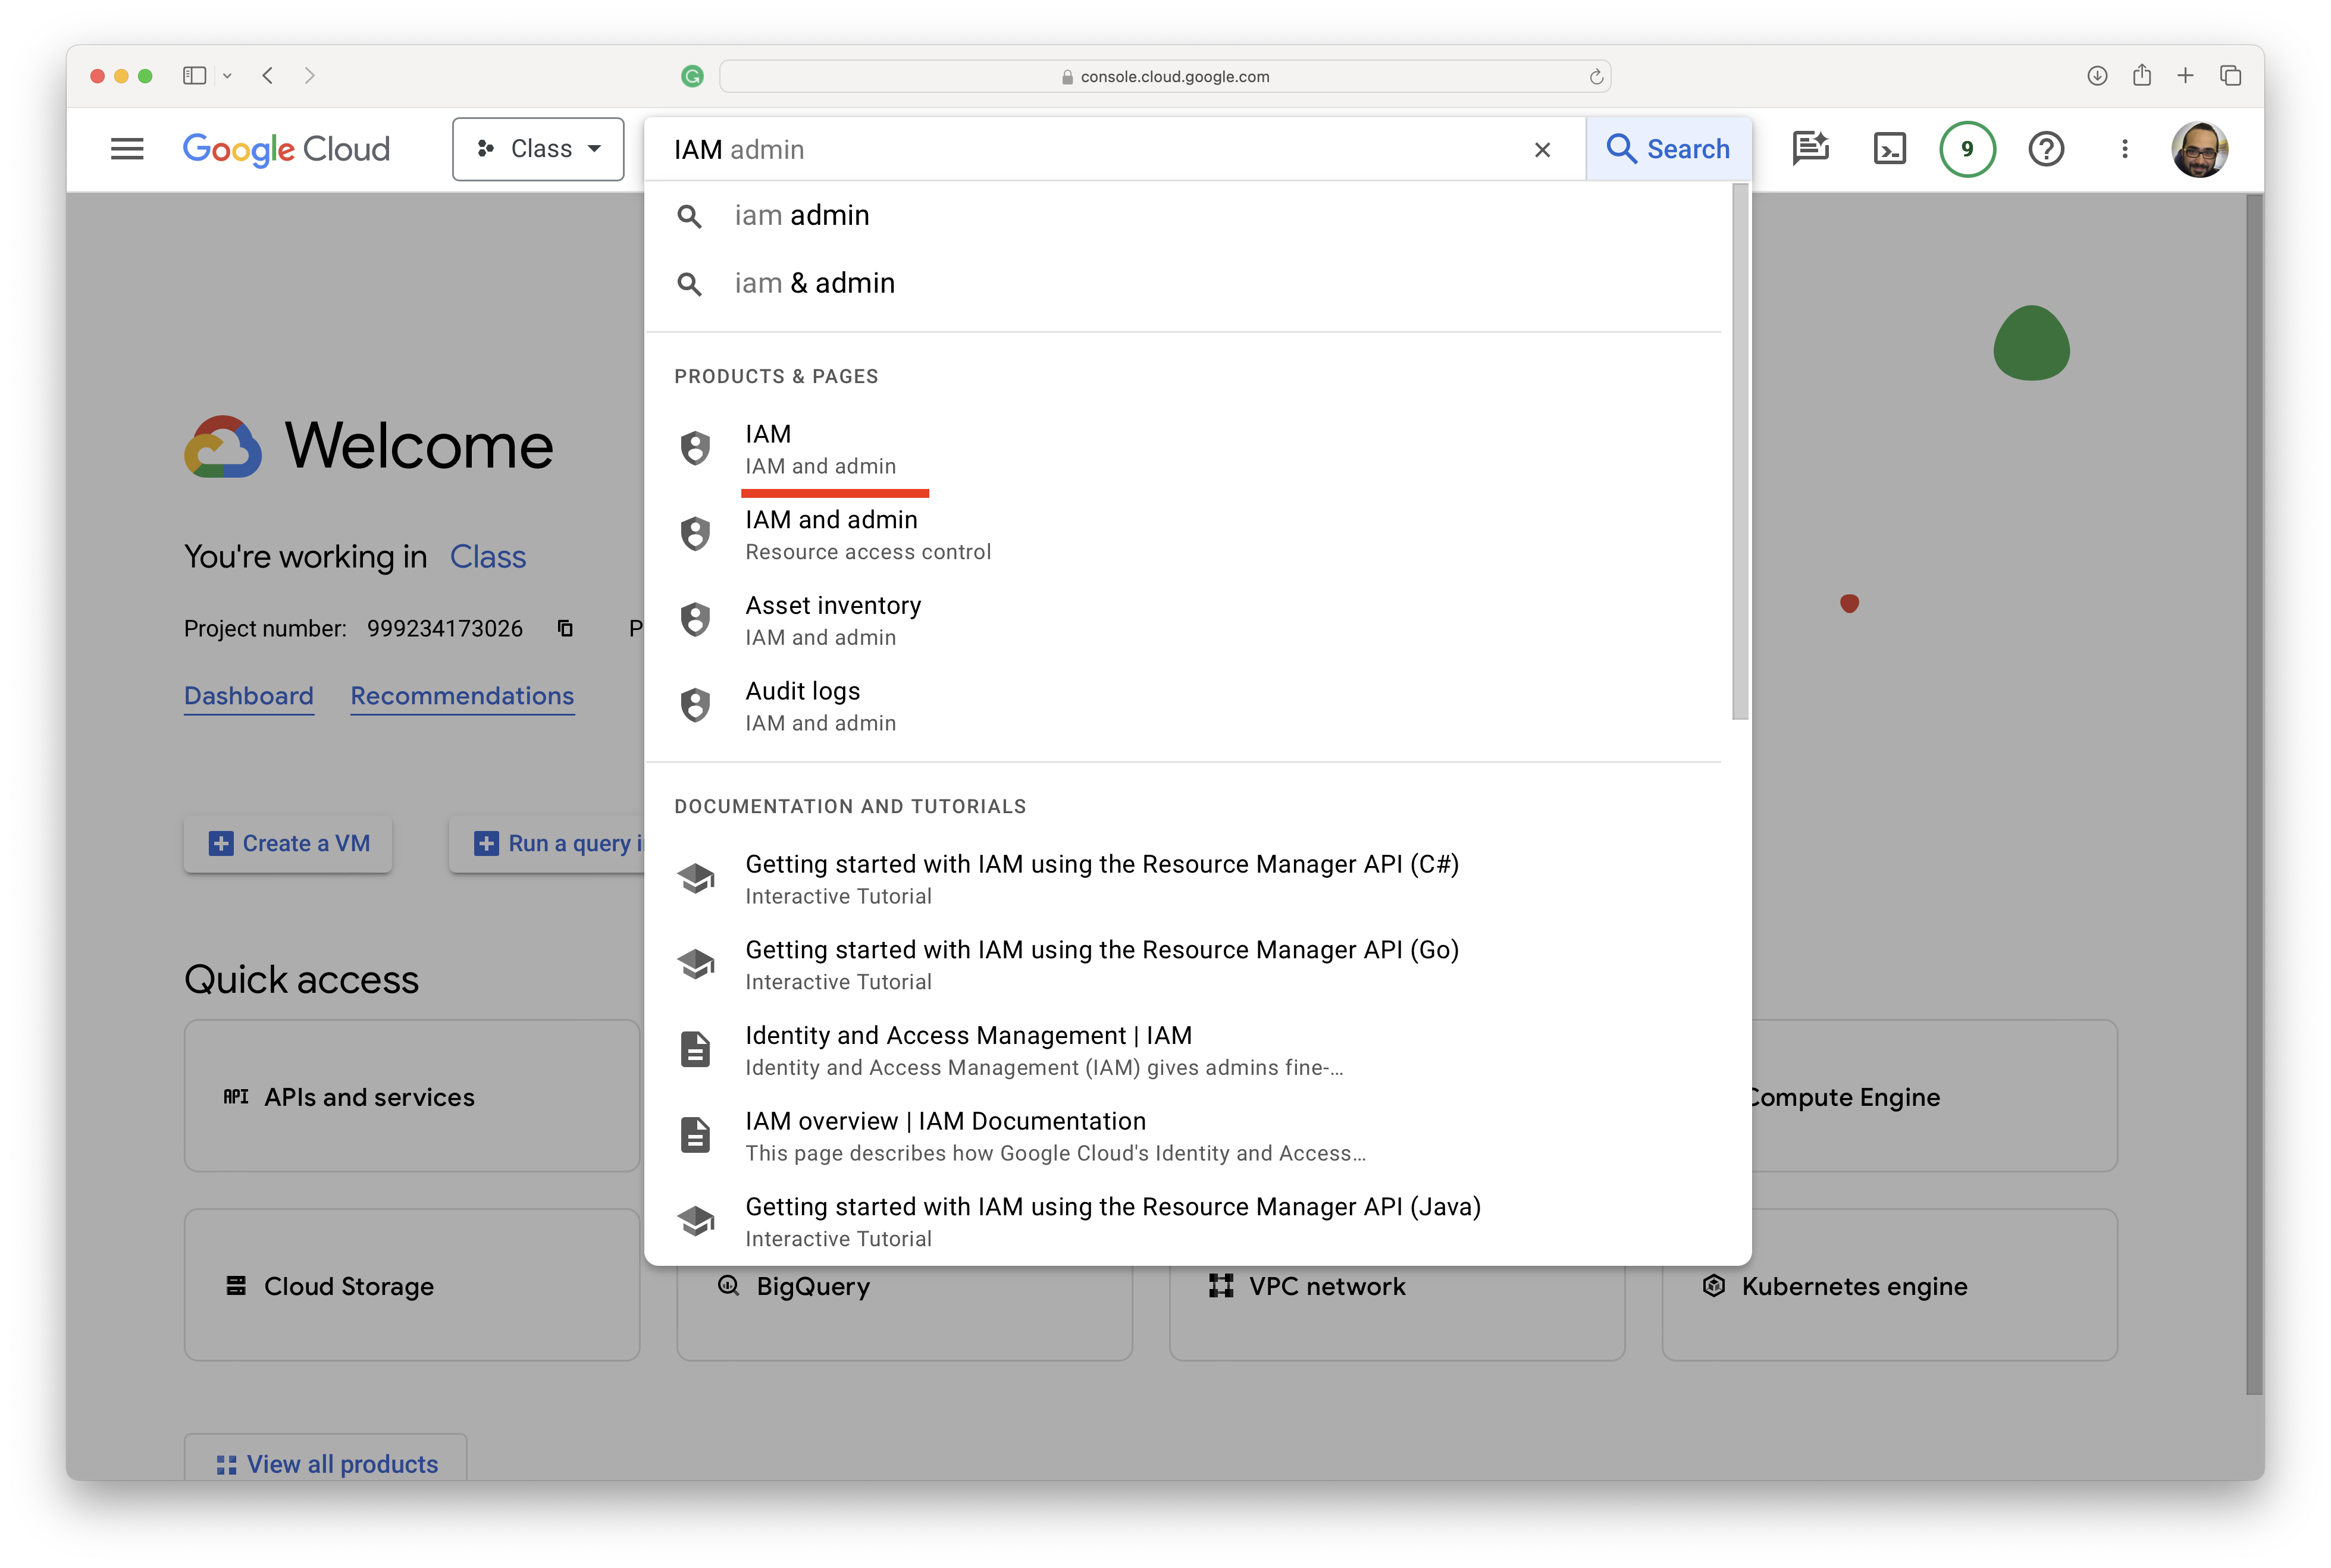 console.cloud.google.com
Google Cloud
Class
IAM admin
Search
9
iam admin
iam & admin
PRODUCTS & PAGES
IAM
IAM and admin
IAM and admin
Resource access control
Asset inventory
IAM and admin
Audit logs
IAM and admin
DOCUMENTATION AND TUTORIALS
Getting started with IAM using the Resource Manager API (C#)
Interactive Tutorial
Getting started with IAM using the Resource Manager API (Go)
Interactive Tutorial
Identity and Access Management | IAM
Identity and Access Management (IAM) gives admins fine-...
IAM overview | IAM Documentation
This page describes how Google Cloud's Identity and Access...
Getting started with IAM using the Resource Manager API (Java)
Interactive Tutorial
Welcome
You're working in Class
Project number: 999234173026 P
Dashboard Recommendations
Create a VM
Run a query i
Quick access
API APIs and services
Compute Engine
Cloud Storage
BigQuery
VPC network
Kubernetes engine
View all products